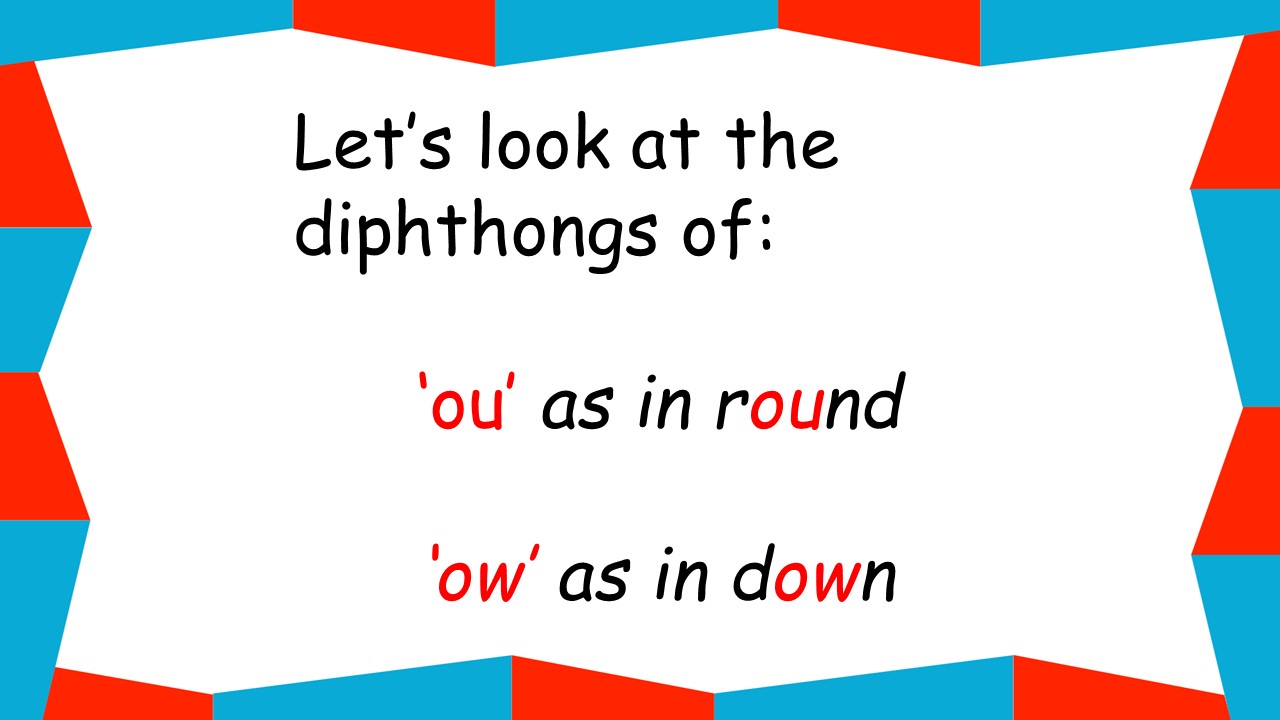 Let’s look at the
diphthongs of:
‘ou’ as in round
‘ow’ as in down